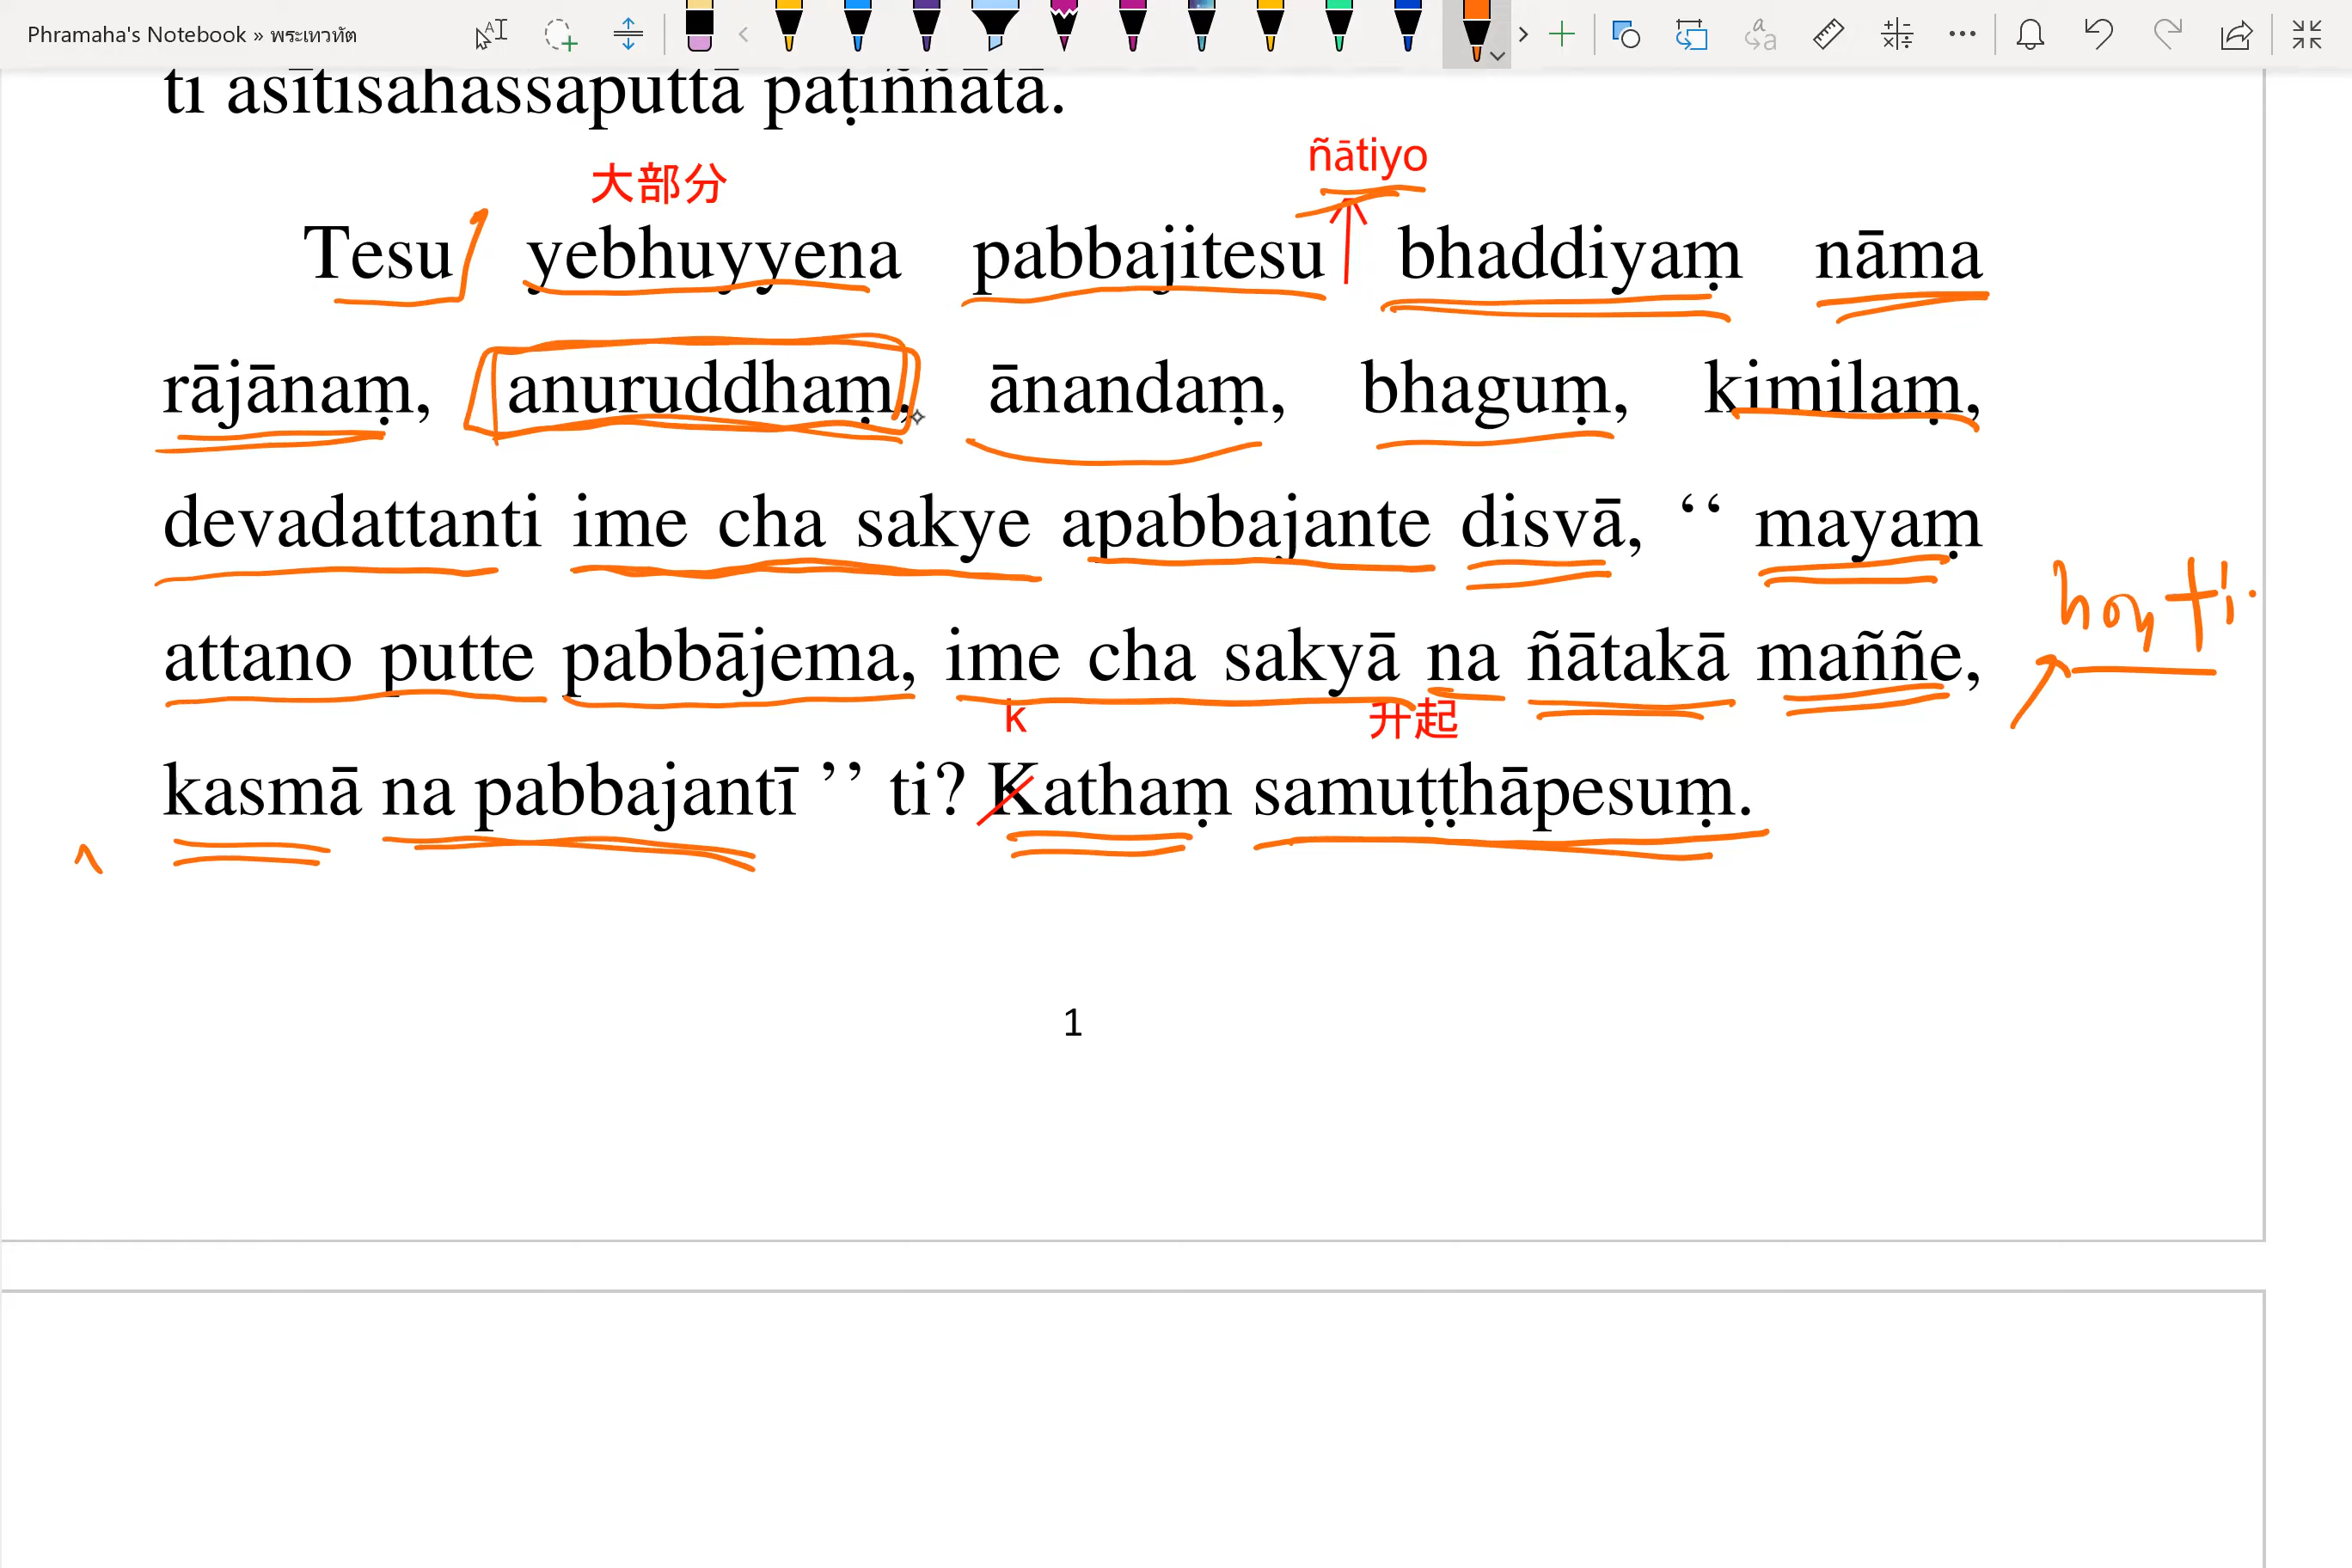 Phramaha's Notebook » พระเทวทัต
ti asītisahassaputtā paṭiññātā.
大部分
ñātiyo
Tesu yebhuyyena pabbajitesu bhaddiyaṃ nāma
rājānaṃ, anuruddhaṃ, ānandaṃ, bhaguṃ, kimilaṃ,
devadattanti ime cha sakye apabbajante disvā, ‘‘ mayaṃ
honti.
attano putte pabbājema, ime cha sakyā na ñātakā maññe,
k
开起
kasmā na pabbajantī ’’ ti? Kathaṃ samuṭṭhāpesuṃ.
1